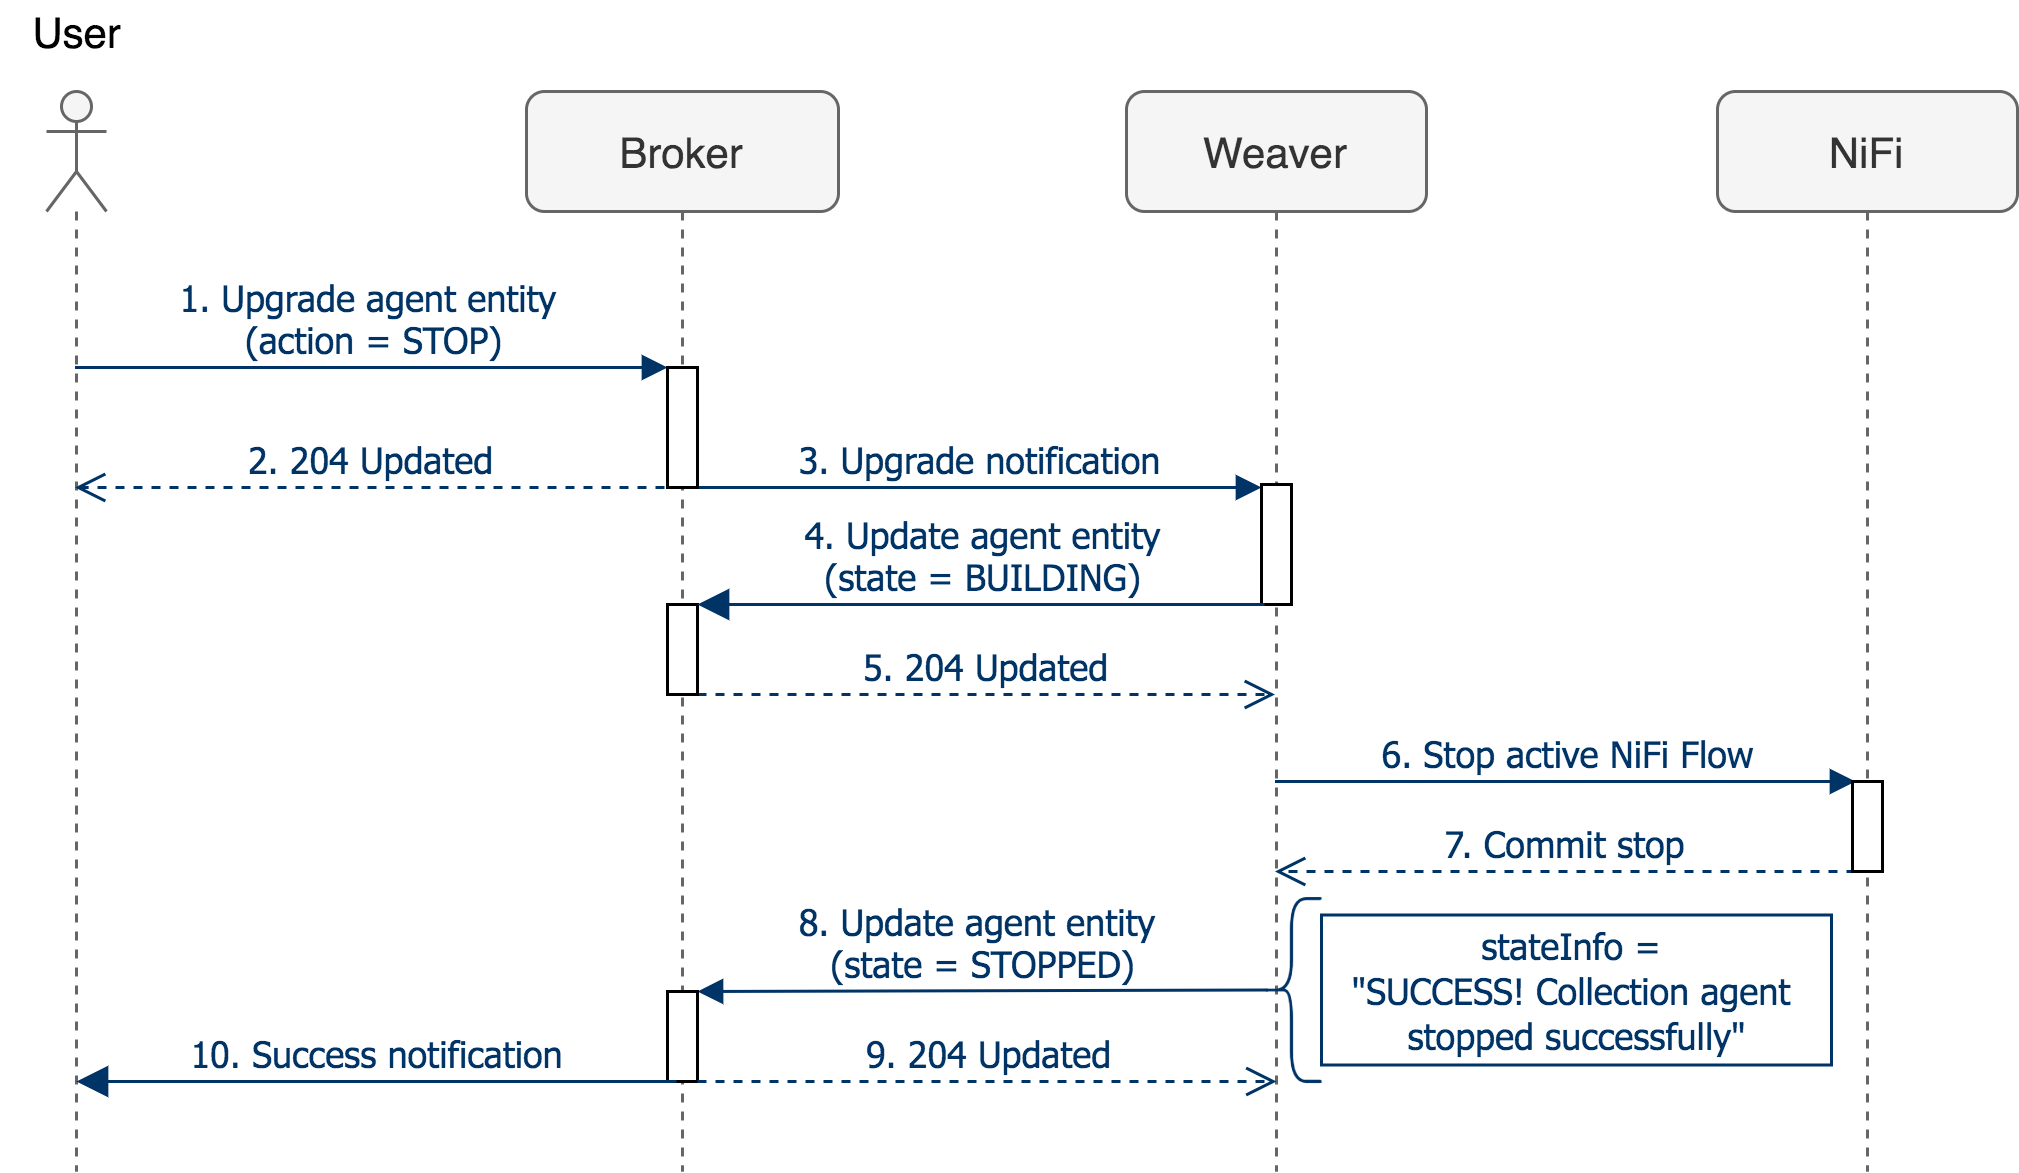 User
Broker
Weaver
NiFi
1. Upgrade agent entity
(action = STOP)
2. 204 Updated
3. Upgrade notification
4. Update agent entity
(state = BUILDING)
5. 204 Updated
6. Stop active NiFi Flow
7. Commit stop
8. Update agent entity
(state = STOPPED)
stateInfo =
"SUCCESS! Collection agent
stopped successfully"
10. Success notification
9. 204 Updated